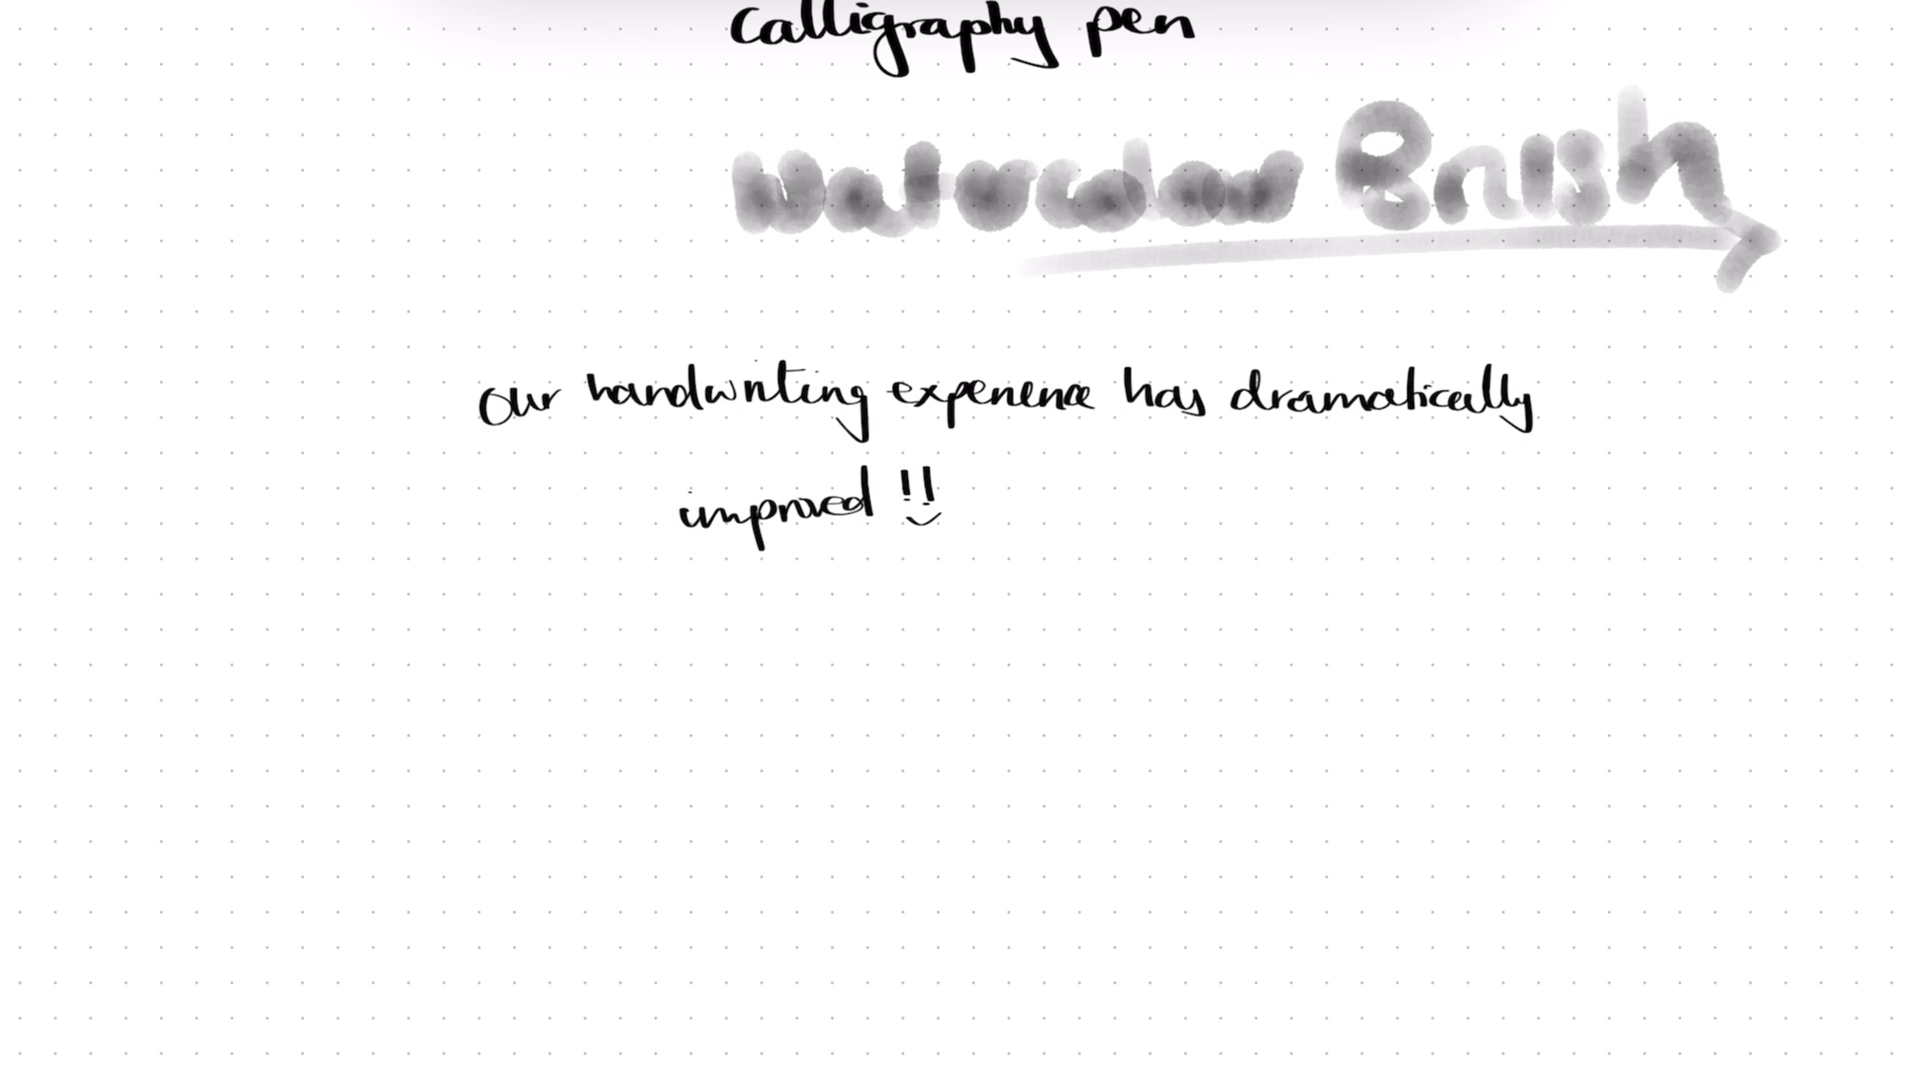 Calligraphy pen
Watercolour Brush
Our handwriting experience has dramatically
improved !!